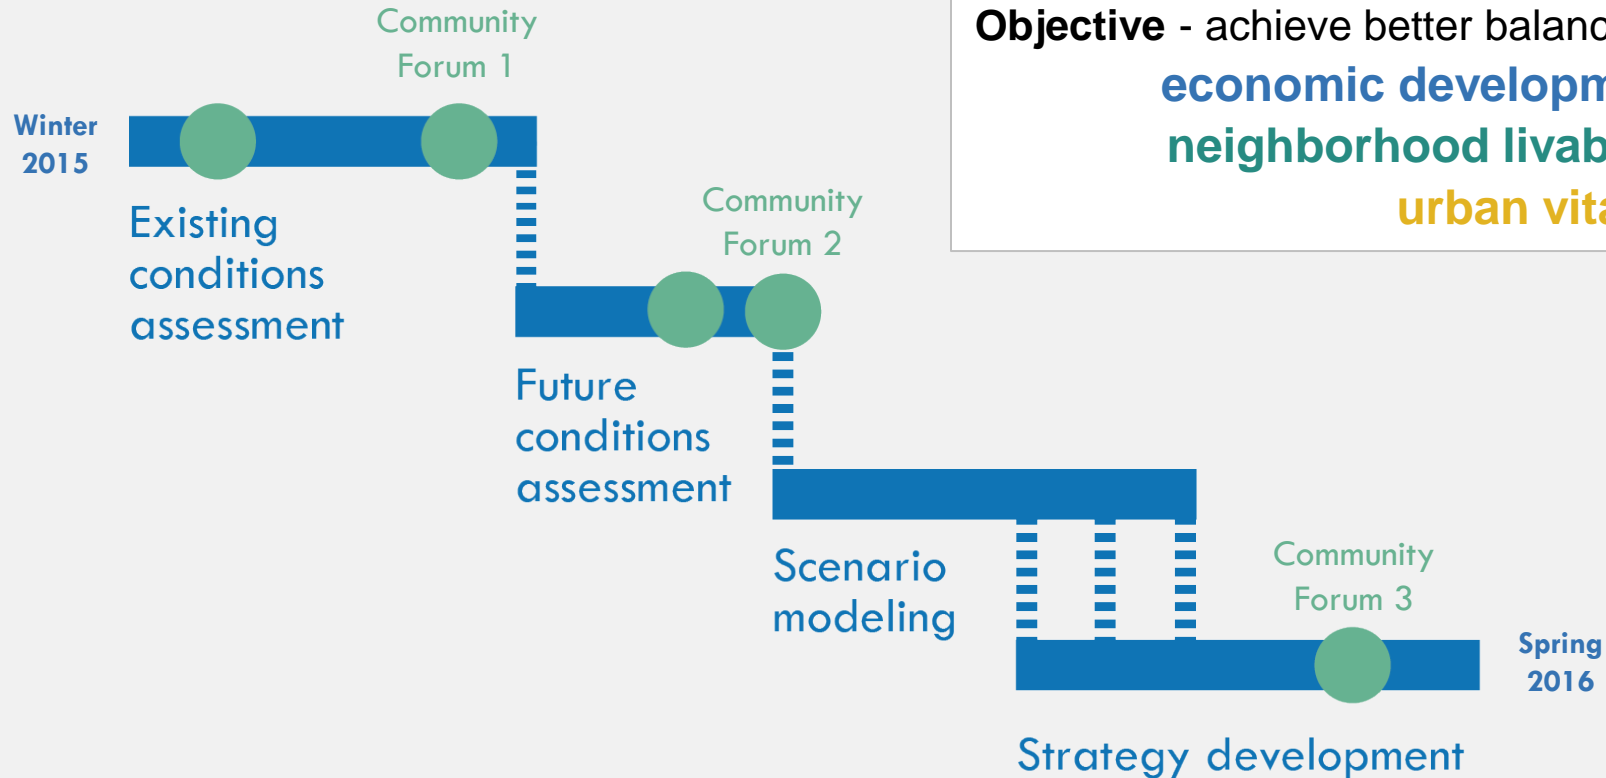 Community
Forum 1
Objective - achieve better balanc
economic developm
neighborhood livab
urban vita
Winter
2015
Existing
conditions
assessment
Community
Forum 2
Future
conditions
assessment
Scenario
modeling
Community
Forum 3
Spring
2016
Strategy development